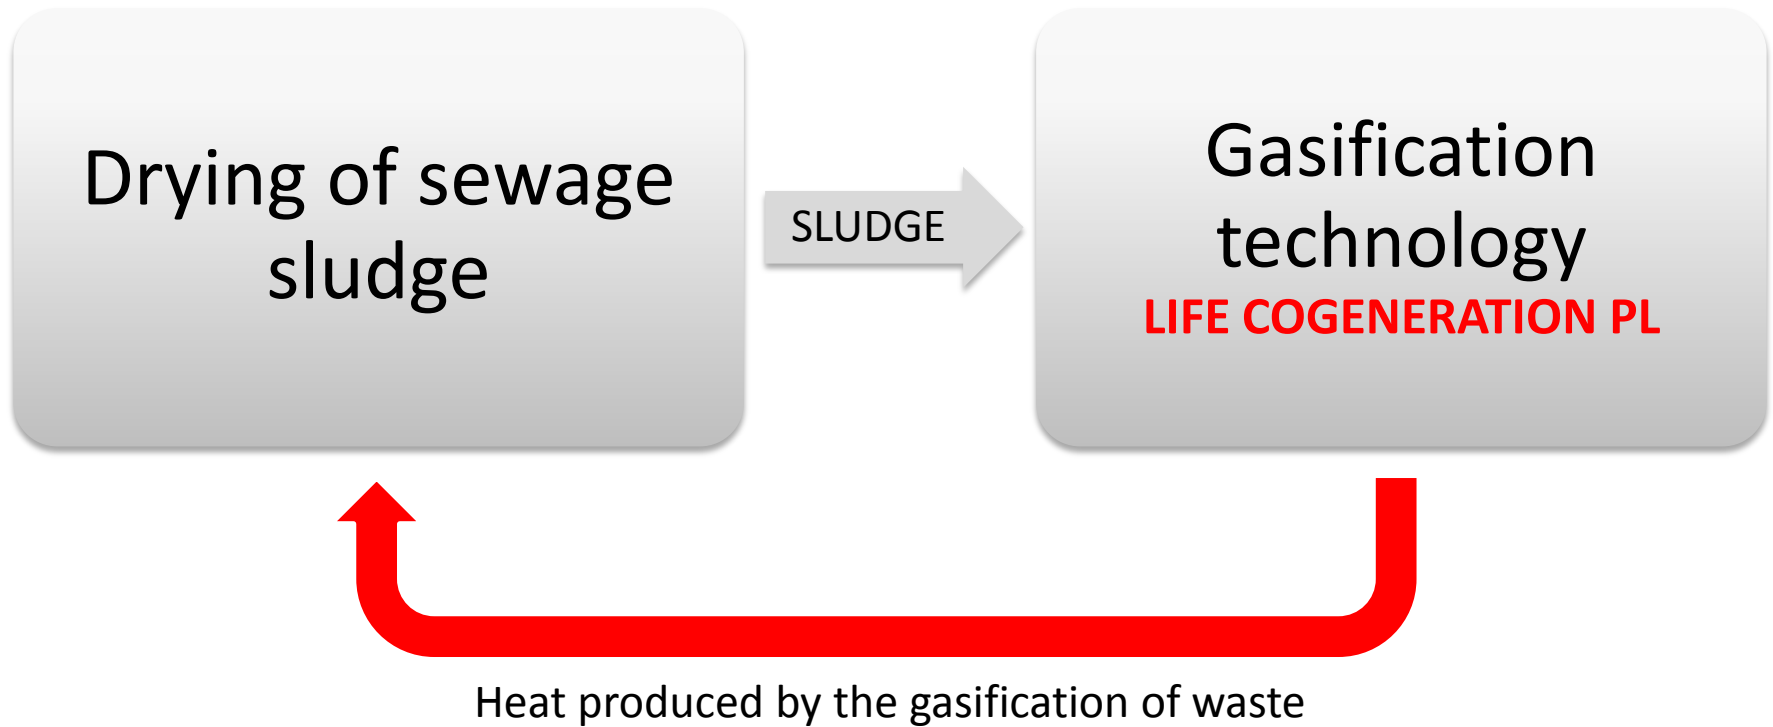 Drying of sewage
sludge
SLUDGE
Gasification
technology
LIFE COGENERATION PL
Heat produced by the gasification of waste